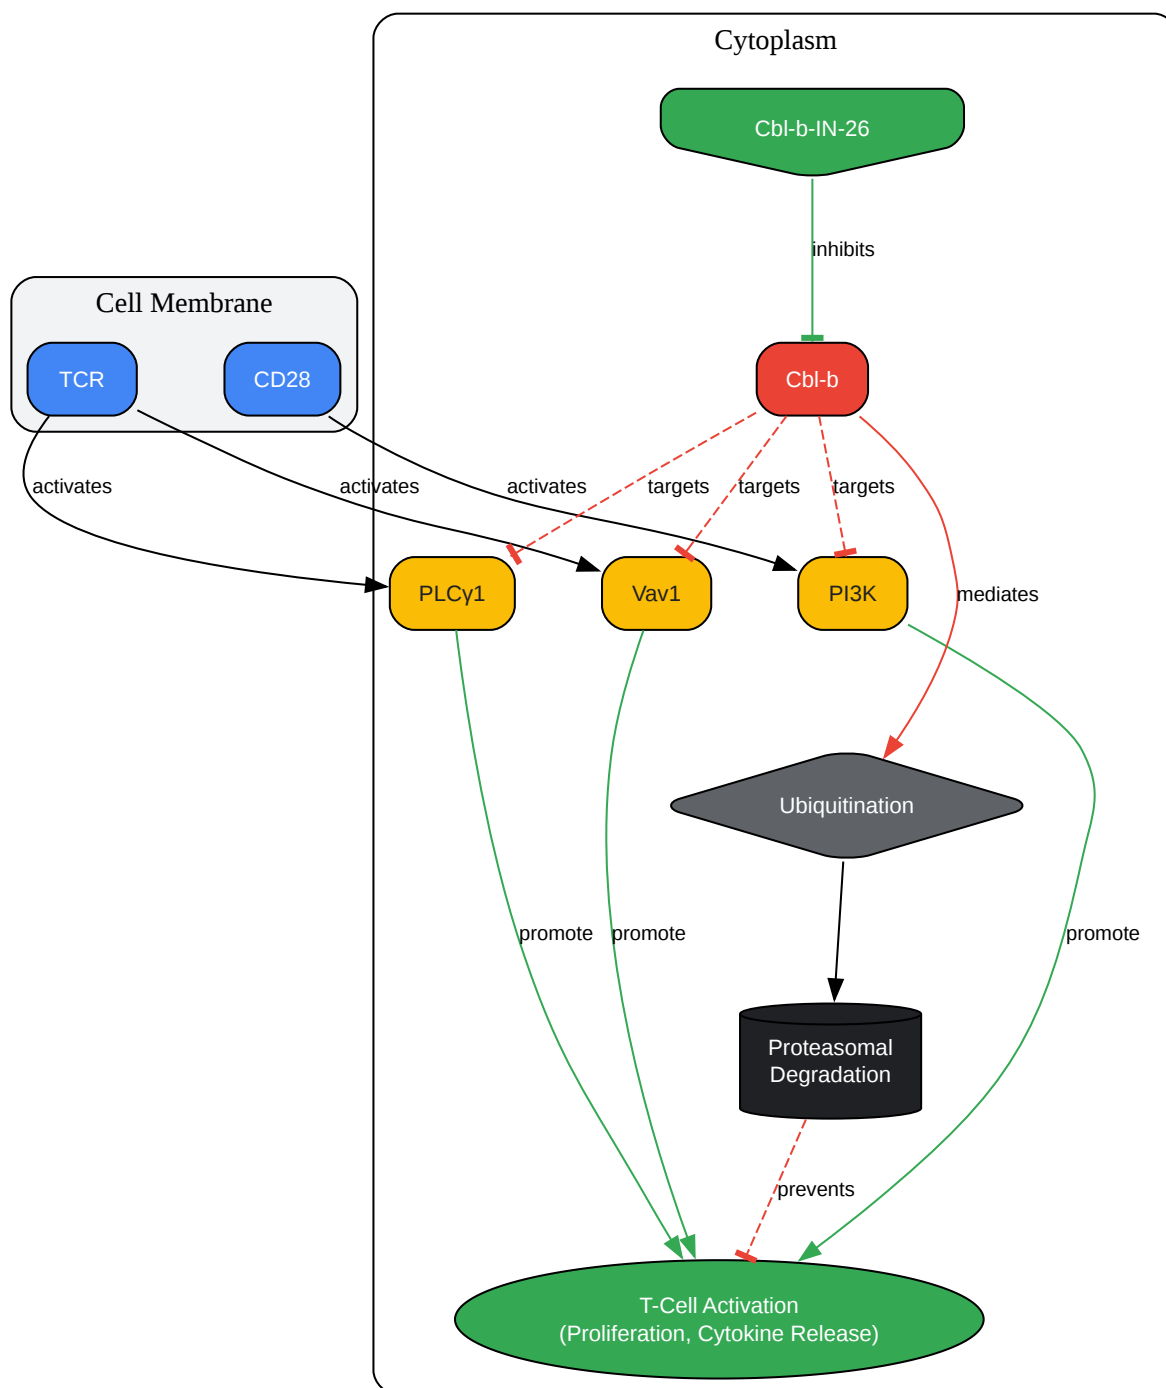 Cytoplasm
Cbl-b-IN-26
inhibits
Cell Membrane
TCR
CD28
Cbl-b
activates
activates
activates
targets
targets
targets
PLCγ1
Vav1
PI3K
mediates
Ubiquitination
promote
promote
promote
Proteasomal
Degradation
prevents
T-Cell Activation
(Proliferation, Cytokine Release)